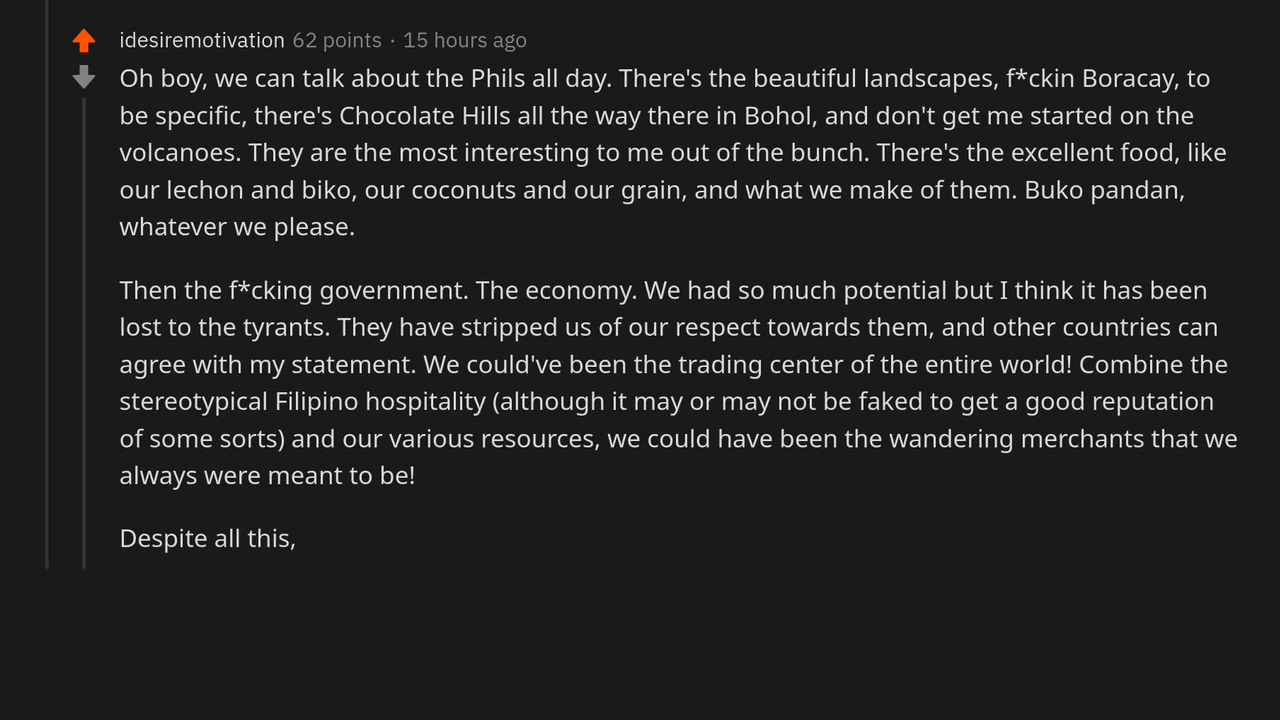 idesiremotivation 62 points · 15 hours ago
Oh boy, we can talk about the Phils all day. There's the beautiful landscapes, f*ckin Boracay, to
be specific, there's Chocolate Hills all the way there in Bohol, and don't get me started on the
volcanoes. They are the most interesting to me out of the bunch. There's the excellent food, like
our lechon and biko, our coconuts and our grain, and what we make of them. Buko pandan,
whatever we please.
Then the f*cking government. The economy. We had so much potential but I think it has been
lost to the tyrants. They have stripped us of our respect towards them, and other countries can
agree with my statement. We could've been the trading center of the entire world! Combine the
stereotypical Filipino hospitality (although it may or may not be faked to get a good reputation
of some sorts) and our various resources, we could have been the wandering merchants that we
always were meant to be!
Despite all this,